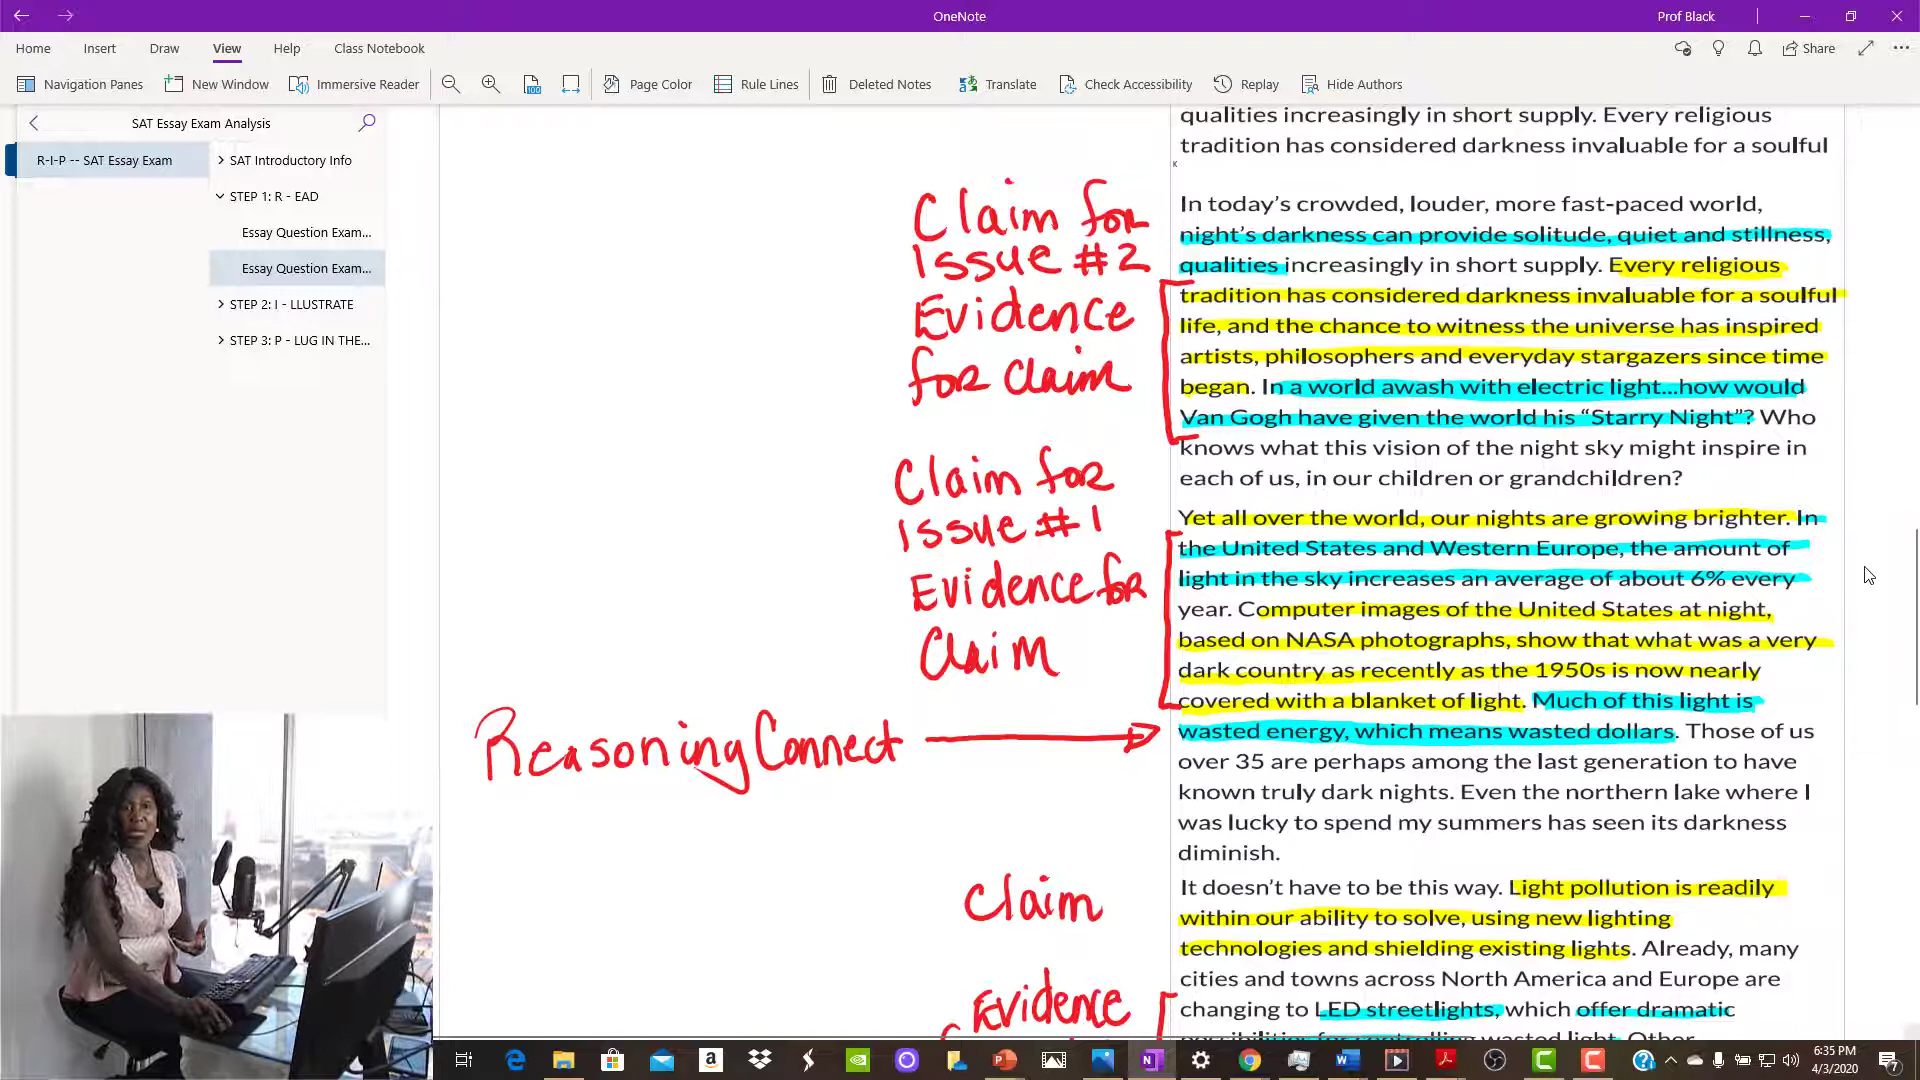 OneNote
Prof Black
Home
Insert
Draw
View
Help
Class Notebook
Share
Navigation Panes
New Window
Immersive Reader
100
Page Color
Rule Lines
Deleted Notes
Translate
Check Accessibility
Replay
Hide Authors
SAT Essay Exam Analysis
R-I-P -- SAT Essay Exam
SAT Introductory Info
STEP 1: R - EAD
Essay Question Exam...
Essay Question Exam...
STEP 2: I - LLUSTRATE
STEP 3: P - LUG IN THE...
Claim for
Issue #2
Evidence
for Claim
Claim for
Issue #1
Evidence for
Claim
Reasoning Connect
Claim
Evidence
qualities increasingly in short supply. Every religious
tradition has considered darkness invaluable for a soulful
In today's crowded, louder, more fast-paced world,
night's darkness can provide solitude, quiet and stillness,
qualities increasingly in short supply. Every religious
tradition has considered darkness invaluable for a soulful
life, and the chance to witness the universe has inspired
artists, philosophers and everyday stargazers since time
began. In a world awash with electric light...how would
Van Gogh have given the world his “Starry Night”? Who
knows what this vision of the night sky might inspire in
each of us, in our children or grandchildren?
Yet all over the world, our nights are growing brighter. In
the United States and Western Europe, the amount of
light in the sky increases an average of about 6% every
year. Computer images of the United States at night,
based on NASA photographs, show that what was a very
dark country as recently as the 1950s is now nearly
covered with a blanket of light. Much of this light is
wasted energy, which means wasted dollars. Those of us
over 35 are perhaps among the last generation to have
known truly dark nights. Even the northern lake where I
was lucky to spend my summers has seen its darkness
diminish.
It doesn't have to be this way. Light pollution is readily
within our ability to solve, using new lighting
technologies and shielding existing lights. Already, many
cities and towns across North America and Europe are
changing to LED streetlights, which offer dramatic
possibilities for controlling wasted light. Other
6:35 PM
4/3/2020
7